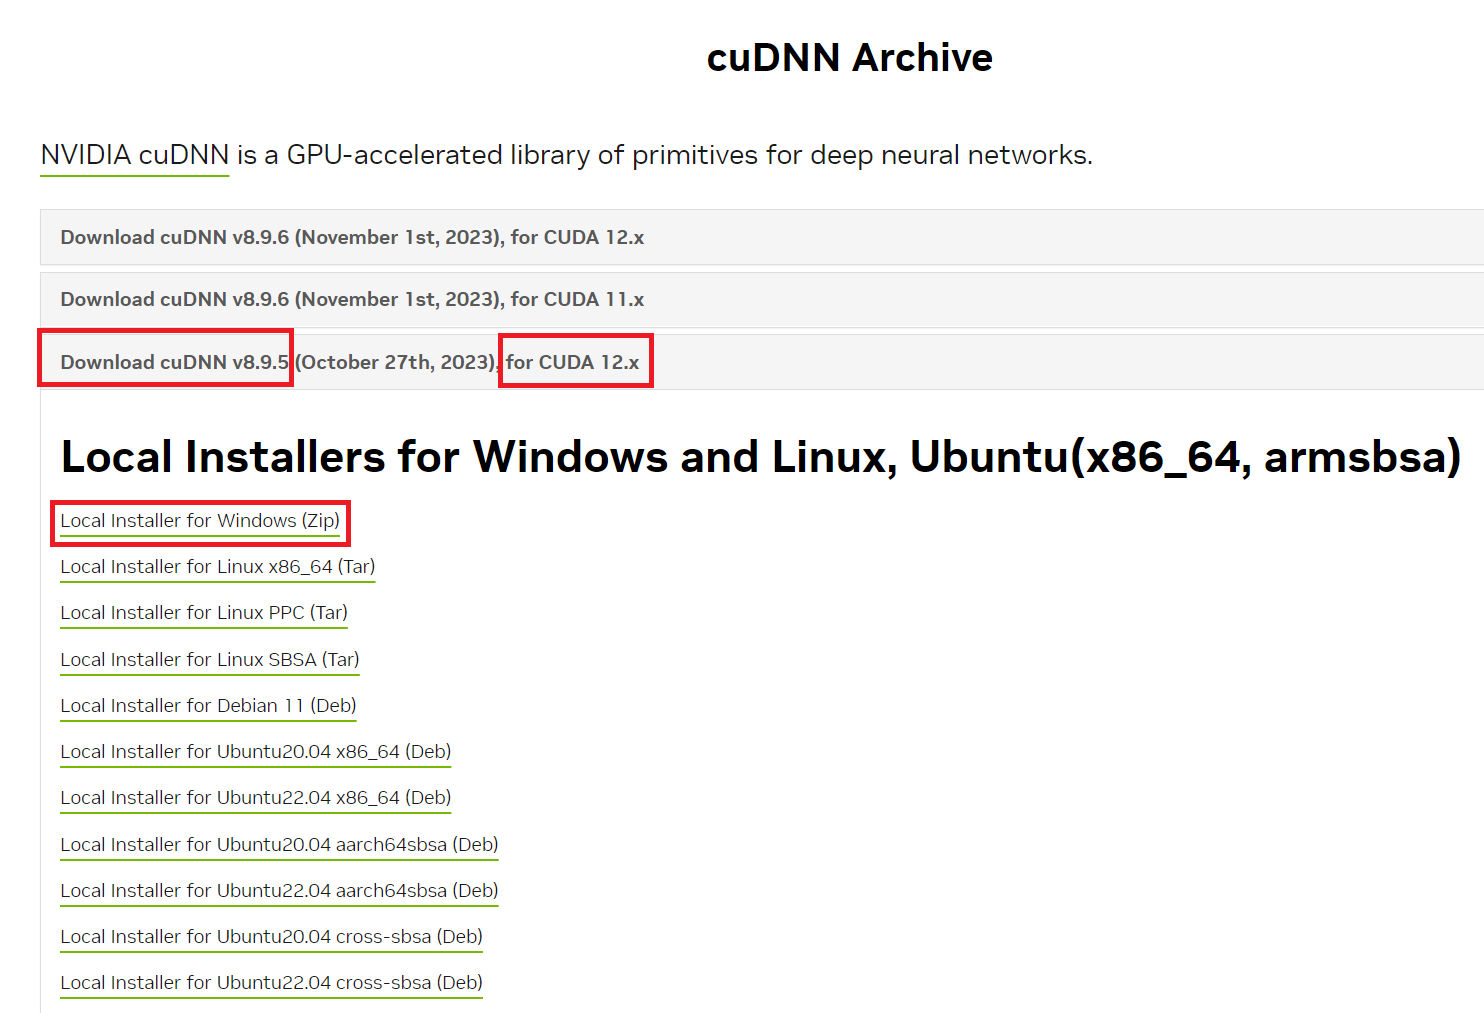 cuDNN Archive
NVIDIA cuDNN is a GPU-accelerated library of primitives for deep neural networks.
Download cuDNN v8.9.6 (November 1st, 2023), for CUDA 12.x
Download cuDNN v8.9.6 (November 1st, 2023), for CUDA 11.x
Download cuDNN v8.9.5 (October 27th, 2023), for CUDA 12.x
Local Installers for Windows and Linux, Ubuntu(x86_64, armsbsa)
Local Installer for Windows (Zip)
Local Installer for Linux x86_64 (Tar)
Local Installer for Linux PPC (Tar)
Local Installer for Linux SBSA (Tar)
Local Installer for Debian 11 (Deb)
Local Installer for Ubuntu20.04 x86_64 (Deb)
Local Installer for Ubuntu22.04 x86_64 (Deb)
Local Installer for Ubuntu20.04 aarch64sbsa (Deb)
Local Installer for Ubuntu22.04 aarch64sbsa (Deb)
Local Installer for Ubuntu20.04 cross-sbsa (Deb)
Local Installer for Ubuntu22.04 cross-sbsa (Deb)